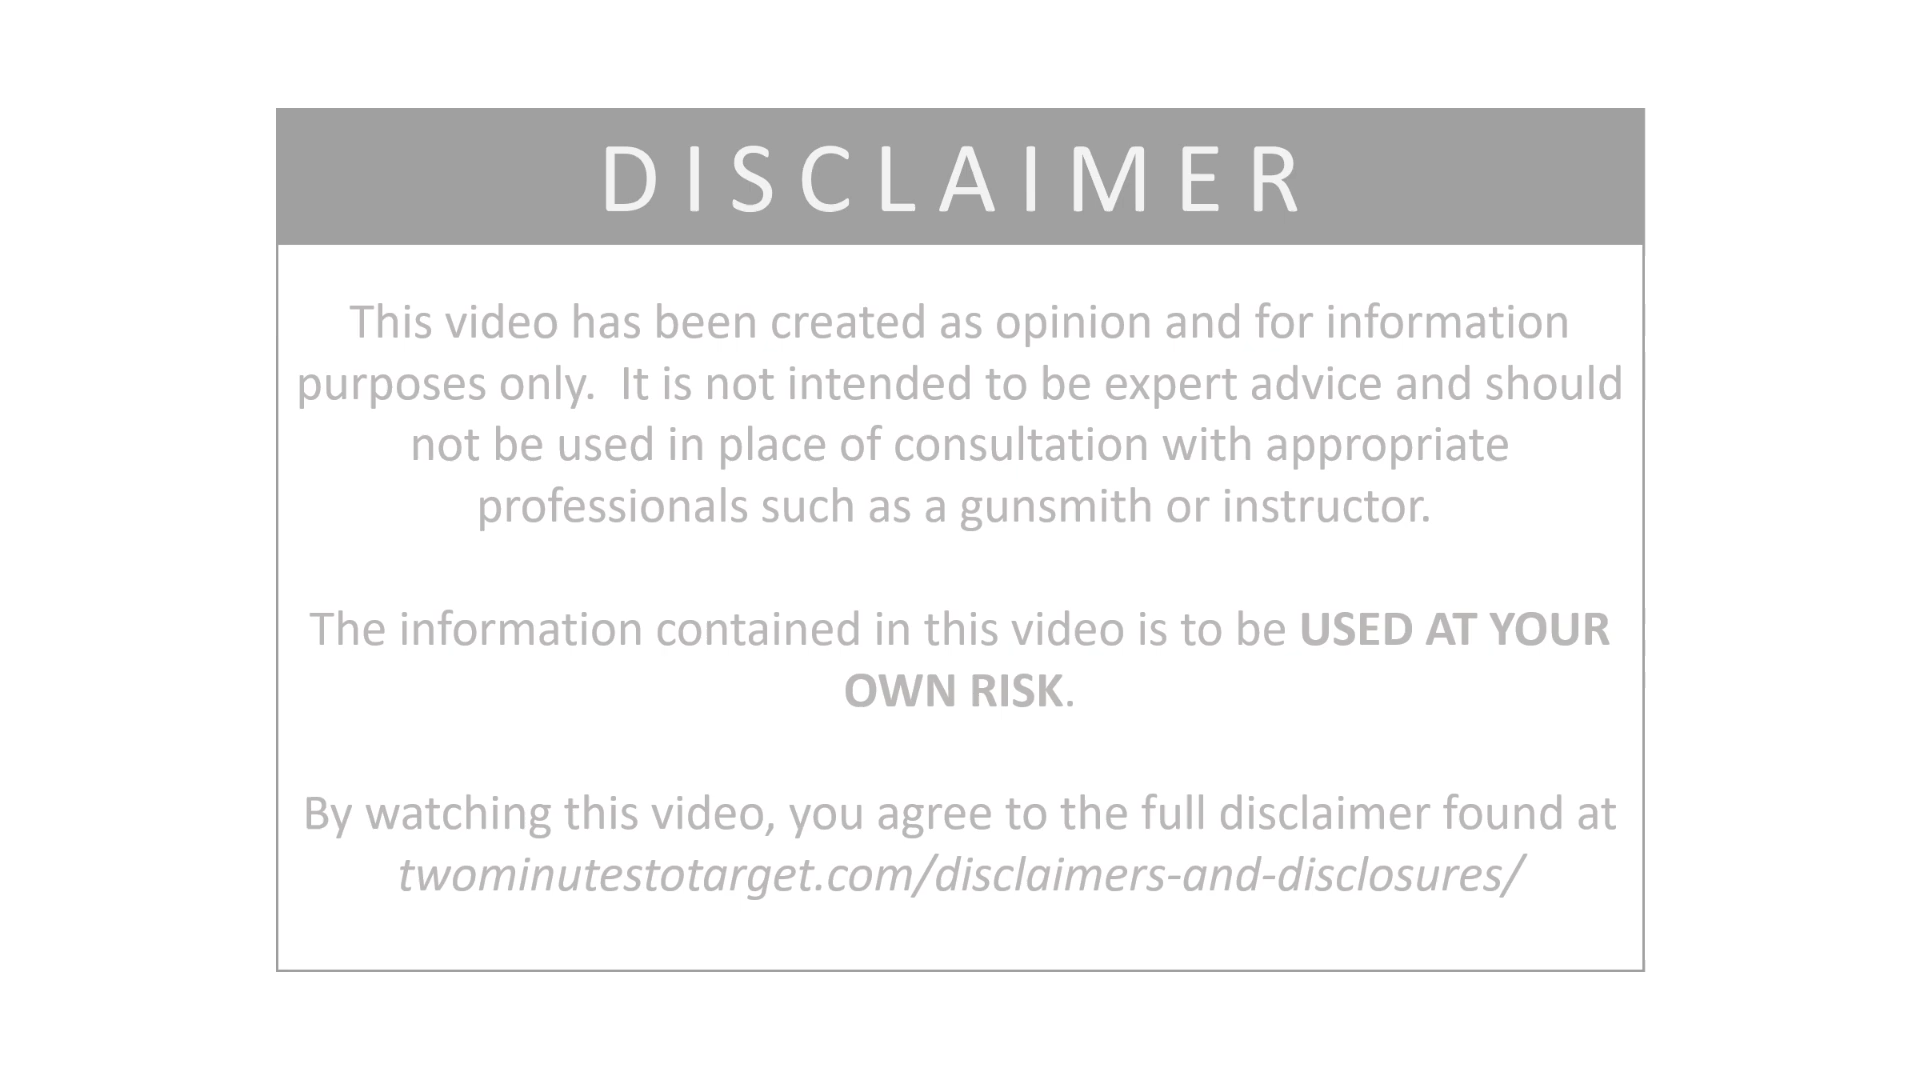 DISCLAIMER
This video has been created as opinion and for information
purposes only.  It is not intended to be expert advice and should
not be used in place of consultation with appropriate
professionals such as a gunsmith or instructor.
The information contained in this video is to be USED AT YOUR
OWN RISK.
By watching this video, you agree to the full disclaimer found at
twominutestotarget.com/disclaimers-and-disclosures/